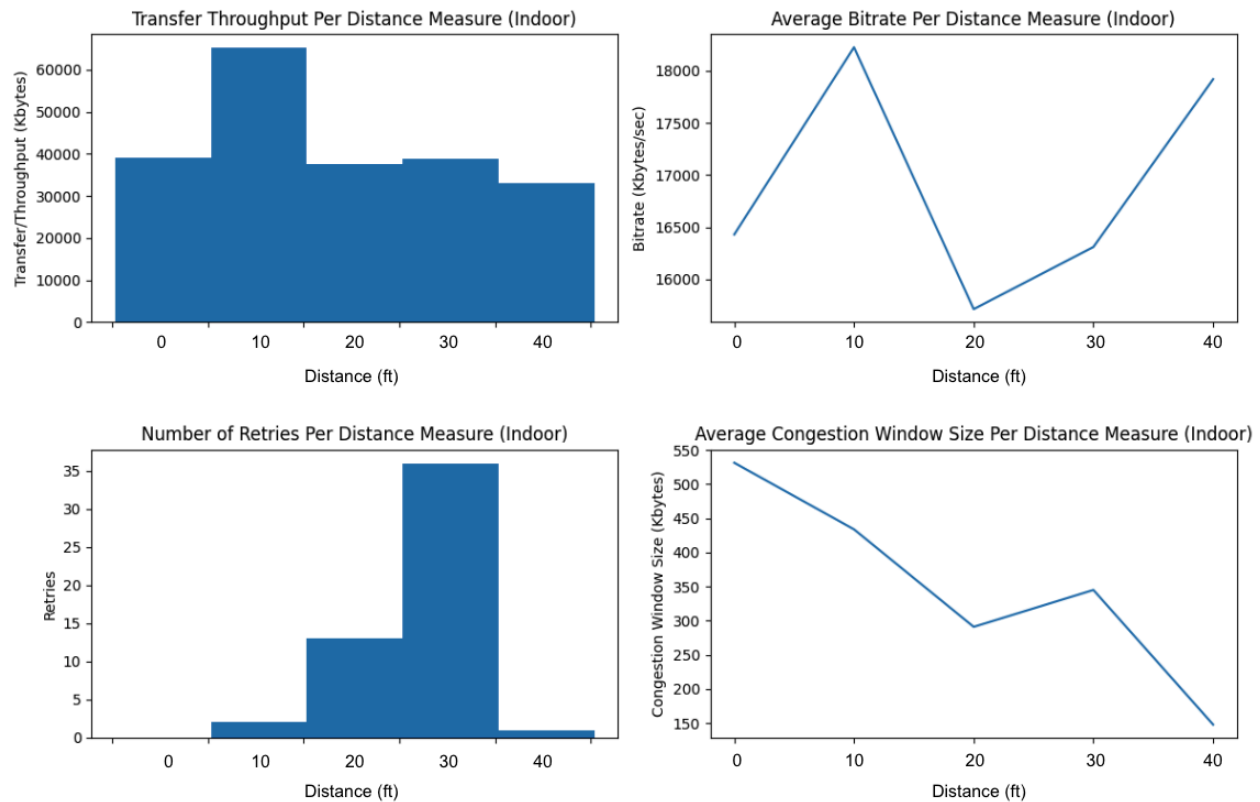 Transfer Throughput Per Distance Measure (Indoor)
Transfer/Throughput (Kbytes)
60000
50000
40000
30000
20000
10000
0
0 10 20 30 40
Distance (ft)
Average Bitrate Per Distance Measure (Indoor)
Bitrate (Kbytes/sec)
18000
17500
17000
16500
16000
0 10 20 30 40
Distance (ft)
Number of Retries Per Distance Measure (Indoor)
Retries
35
30
25
20
15
10
5
0
0 10 20 30 40
Distance (ft)
Average Congestion Window Size Per Distance Measure (Indoor)
Congestion Window Size (Kbytes)
550
500
450
400
350
300
250
200
150
0 10 20 30 40
Distance (ft)